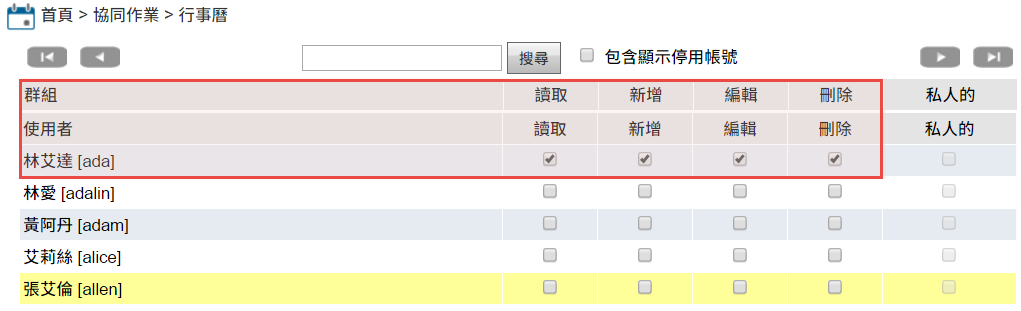 首頁 > 協同作業 > 行事曆
搜尋 包含顯示停用帳號
群組 讀取 新增 編輯 刪除 私人的
使用者 讀取 新增 編輯 刪除 私人的
林艾達 [ada]
林愛 [adalin]
黃阿丹 [adam]
艾莉絲 [alice]
張艾倫 [allen]